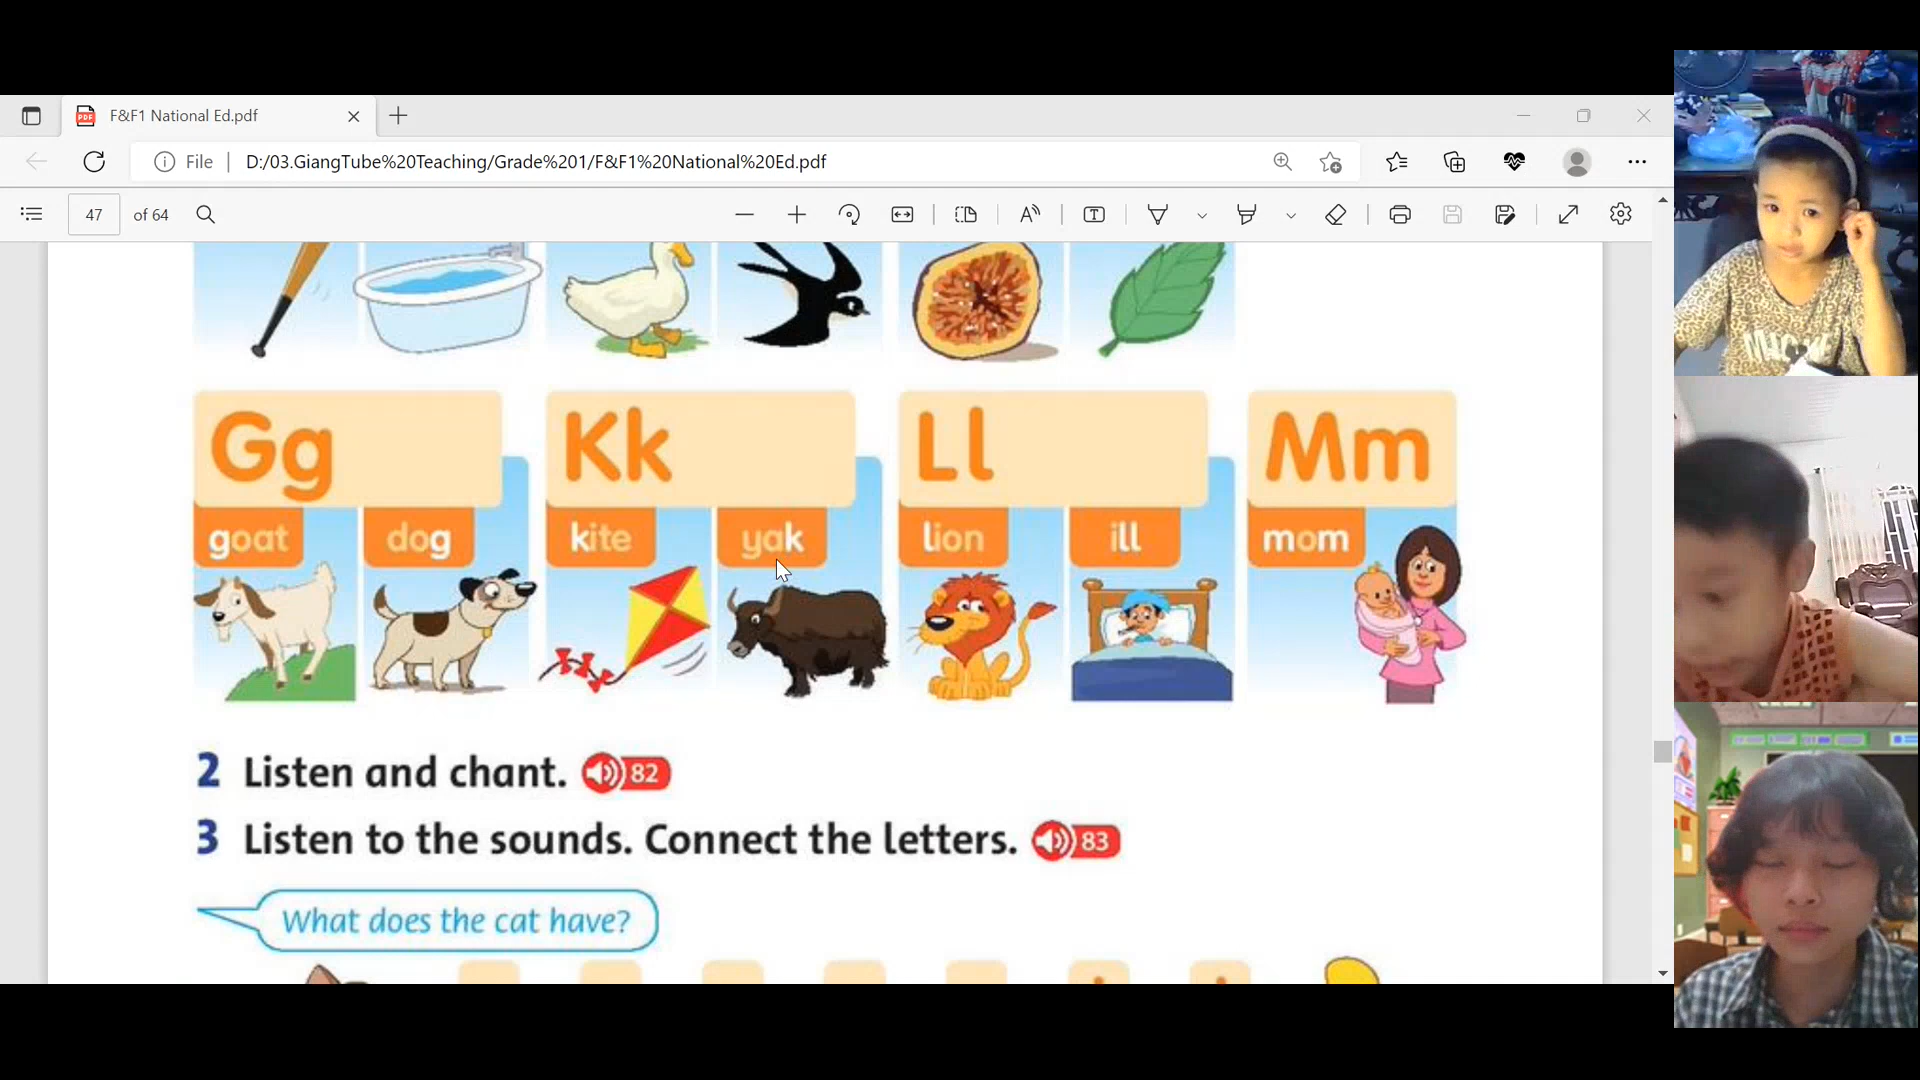 F&F1 National Ed.pdf
File D:/03.GiangTube%20Teaching/Grade%201/F&F1%20National%20Ed.pdf
47 of 64
Gg Kk Ll Mm
goat dog kite yak lion ill mom
2 Listen and chant. 82
3 Listen to the sounds. Connect the letters. 83
What does the cat have?